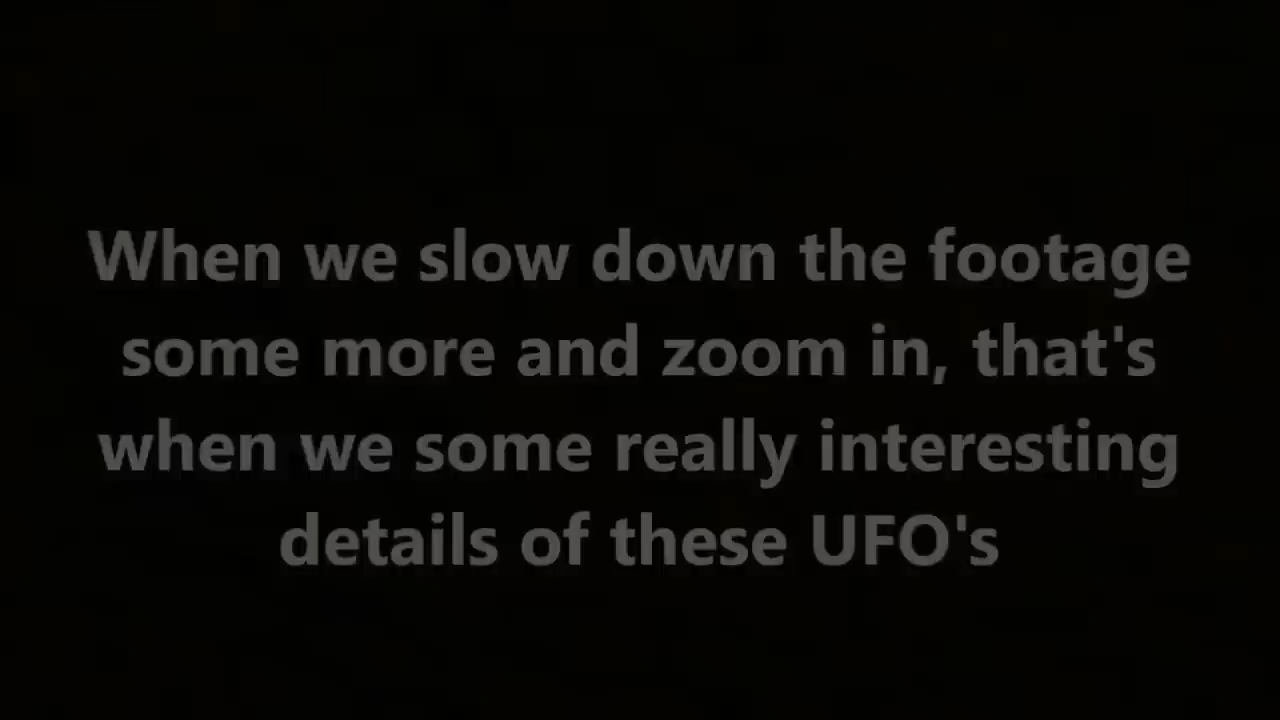 When we slow down the footage
some more and zoom in, that's
when we some really interesting
details of these UFO's